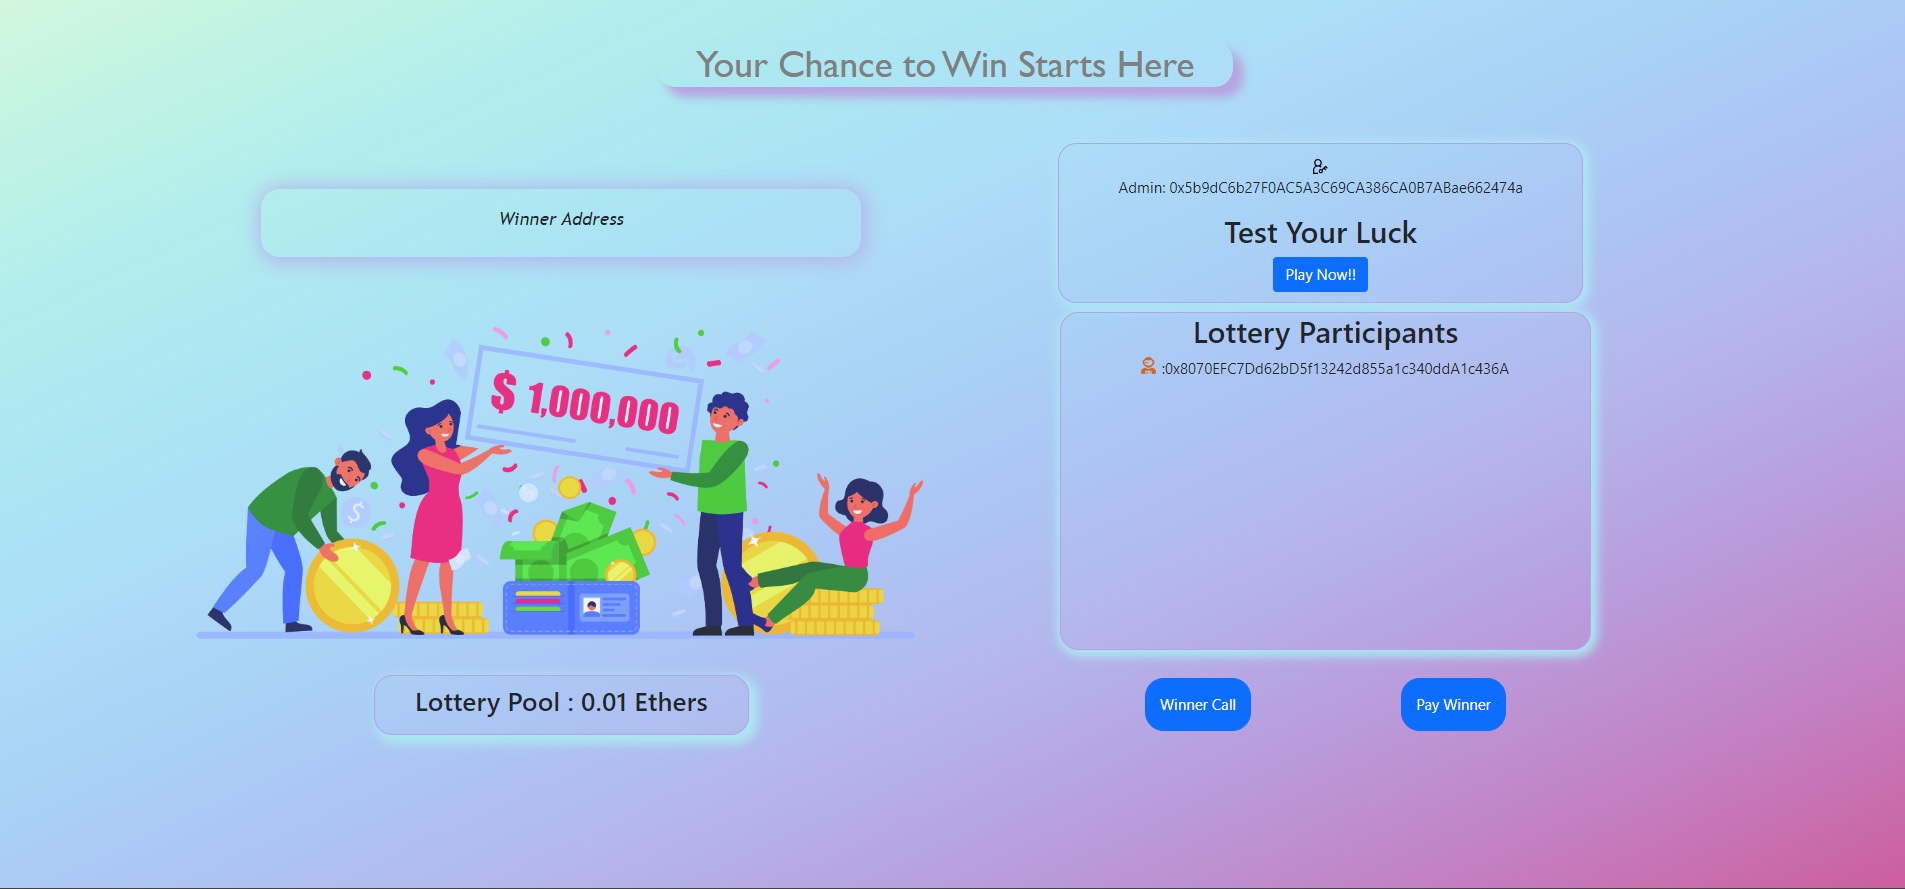 Your Chance to Win Starts Here
Winner Address
$ 1,000,000
$
Lottery Pool : 0.01 Ethers
Admin: 0x5b9dC6b27F0AC5A3C69CA386CA0B7ABae662474a
Test Your Luck
Play Now!!
Lottery Participants
:0x8070EFC7Dd62bD5f13242d855a1c340ddA1c436A
Winner Call
Pay Winner